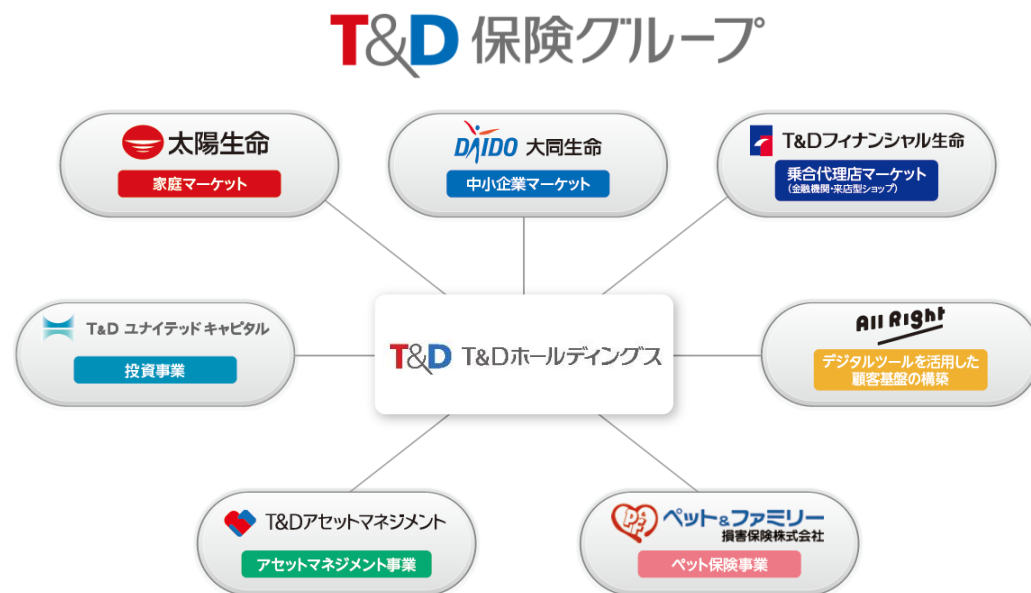 T&D 保険グループ
太陽生命
家庭マーケット
DAIDO 大同生命
中小企業マーケット
T&Dフィナンシャル生命
乗合代理店マーケット
(金融機関・来店型ショップ)
T&D ユナイテッドキャピタル
投資事業
T&D T&Dホールディングス
All Right
デジタルツールを活用した
顧客基盤の構築
T&Dアセットマネジメント
アセットマネジメント事業
P&F ペット&ファミリー
損害保険株式会社
ペット保険事業